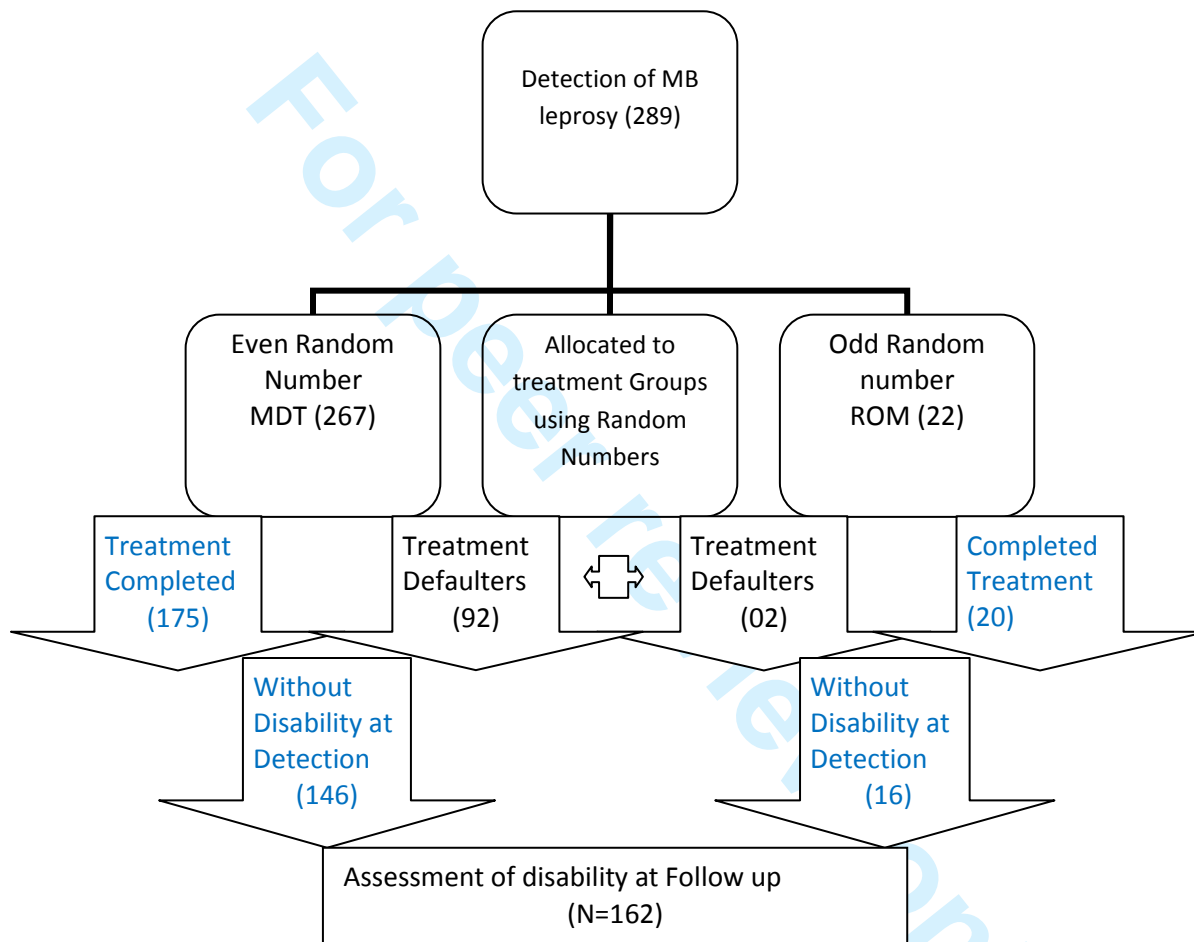 Detection of MB
leprosy (289)
Even Random
Number
MDT (267)
Allocated to
treatment Groups
using Random
Numbers
Odd Random
number
ROM (22)
Treatment
Completed
(175)
Treatment
Defaulters
(92)
Treatment
Defaulters
(02)
Completed
Treatment
(20)
Without
Disability at
Detection
(146)
Without
Disability at
Detection
(16)
Assessment of disability at Follow up
(N=162)
For peer review on